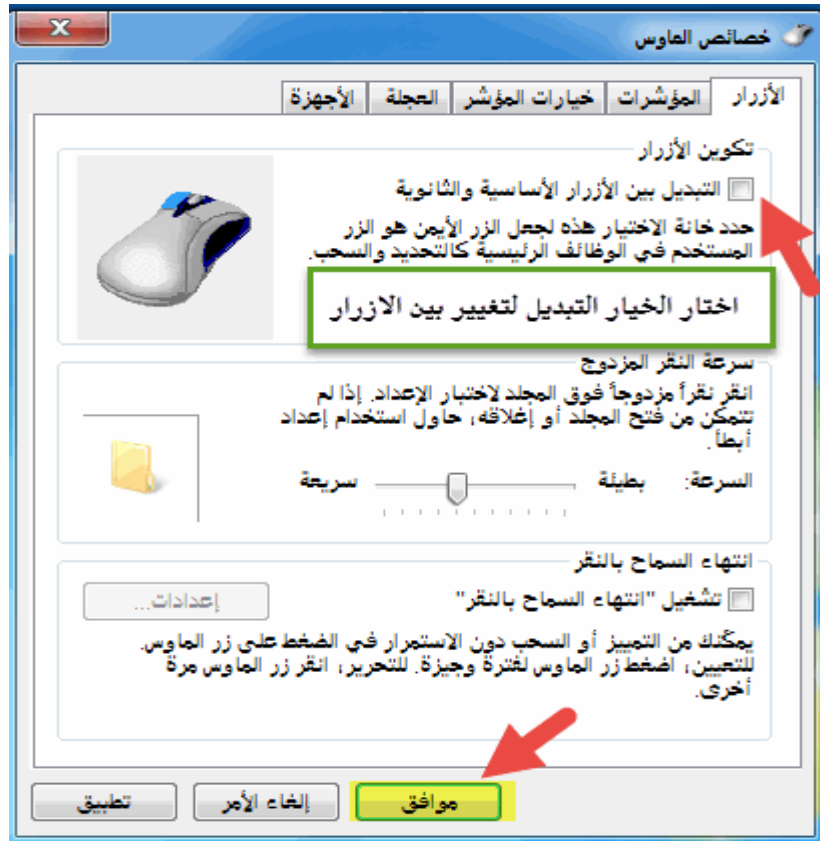 خصائص الماوس
الأزرار
المؤشرات
خيارات المؤشر
العجلة
الأجهزة
تكوين الأزرار
التبديل بين الأزرار الأساسية والثانوية
حدد خانة الاختيار هذه لجعل الزر الأيمن هو الزر
المستخدم في الوظائف الرئيسية كالتحديد والسحب.
اختار الخيار التبديل لتغيير بين الازرار
سرعة النقر المزدوج
انقر نقراً مزدوجاً فوق المجلد لاختبار الإعداد. إذا لم
تتمكن من فتح المجلد أو إغلاقه، حاول استخدام إعداد
أبطأ.
السرعة: بطيئة سريعة
انتهاء السماح بالنقر
تشغيل "انتهاء السماح بالنقر"
إعدادات...
يمكّنك من التمييز أو السحب دون الاستمرار في الضغط على زر الماوس.
للتعيين، اضغط زر الماوس لفترة وجيزة. للتحرير، انقر زر الماوس مرة
أخرى.
موافق
إلغاء الأمر
تطبيق